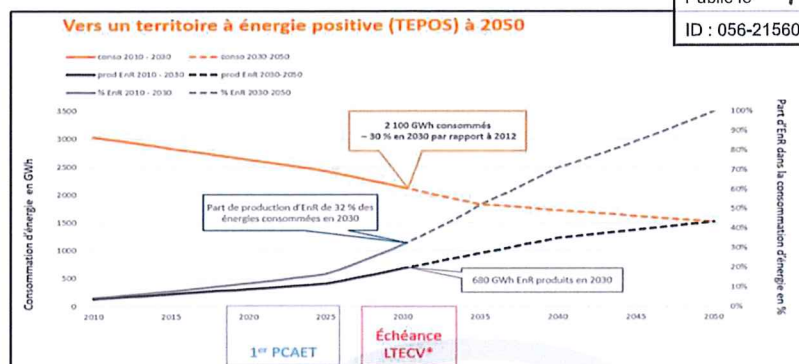 Publié le
ID : 056-21560
Vers un territoire à énergie positive (TEPOS) à 2050
conso 2010 - 2030
conso 2030-2050
prod EnR 2010 - 2030
prod EnR 2030-2050
% EnR 2010 - 2030
% EnR 2030-2050
Consommation d'énergie en GWh
3500
3000
2500
2000
1500
1000
500
0
2 100 GWh consommés
– 30 % en 2030 par rapport à 2012
Part de production d'EnR de 32 % des
énergies consommées en 2030
680 GWh EnR produits en 2030
100%
90%
80%
70%
60%
50%
40%
30%
20%
10%
0%
Part d'EnR dans la consommation
d'énergie en %
2010
2015
2020
2025
2030
2035
2040
2045
2050
1er PCAET
Échéance
LTECV*